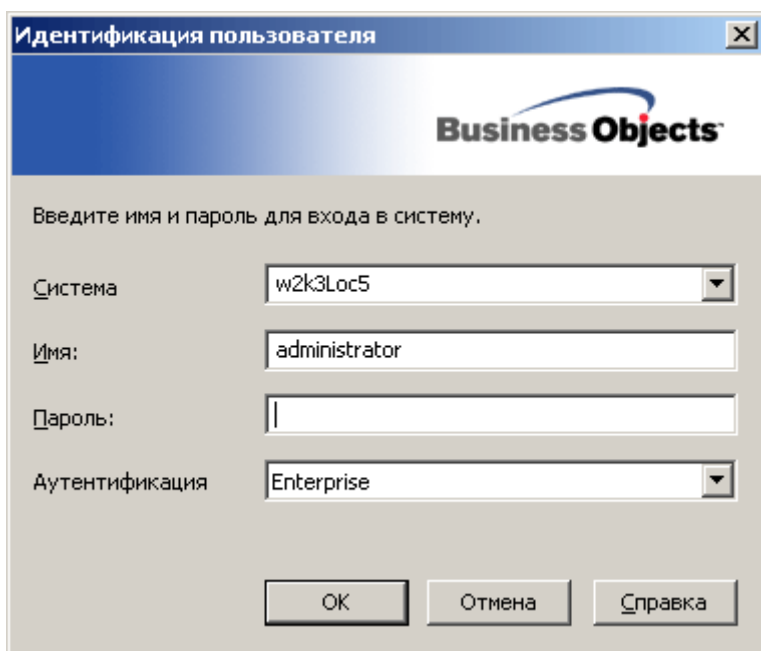 Идентификация пользователя
Business Objects
Введите имя и пароль для входа в систему.
Система w2k3Loc5
Имя: administrator
Пароль:
Аутентификация Enterprise
OK Отмена Справка